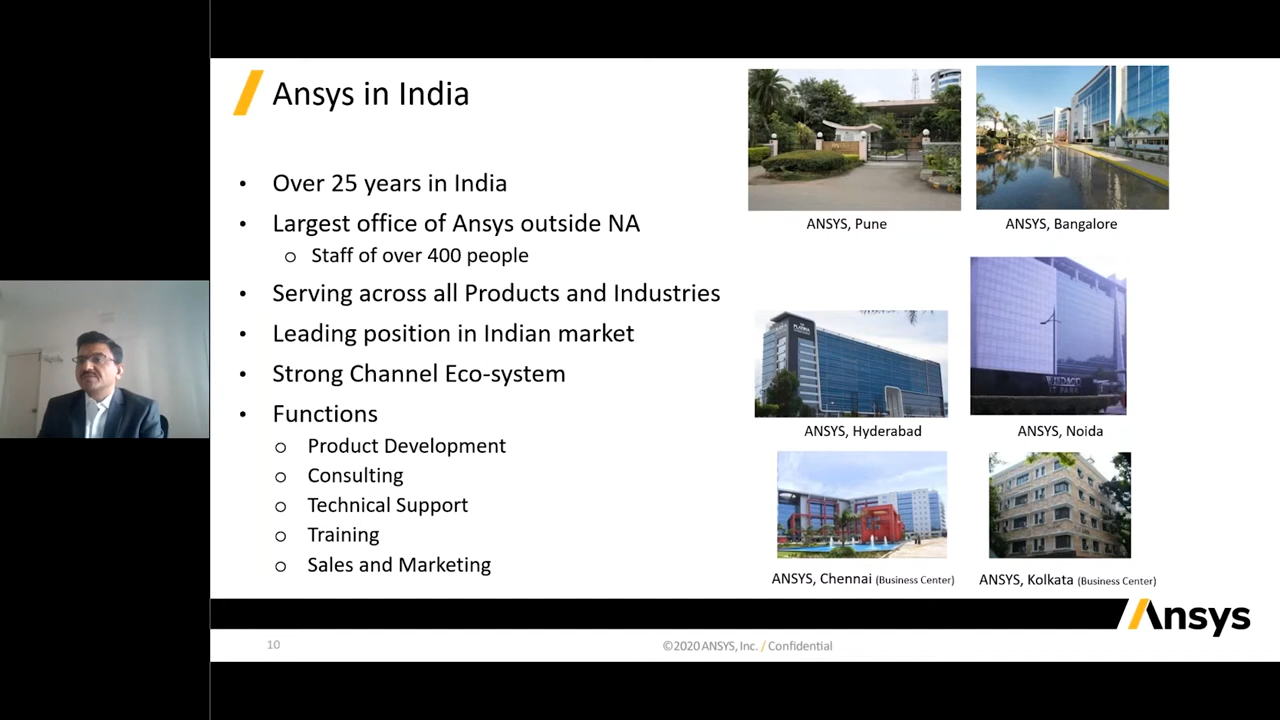 Ansys in India
• Over 25 years in India
• Largest office of Ansys outside NA
o Staff of over 400 people
• Serving across all Products and Industries
• Leading position in Indian market
• Strong Channel Eco-system
• Functions
o Product Development
o Consulting
o Technical Support
o Training
o Sales and Marketing
ANSYS, Pune
ANSYS, Bangalore
ANSYS, Hyderabad
ANSYS, Noida
IT PARK
ANSYS, Chennai (Business Center)
ANSYS, Kolkata (Business Center)
Ansys
10
©2020 ANSYS, Inc. / Confidential